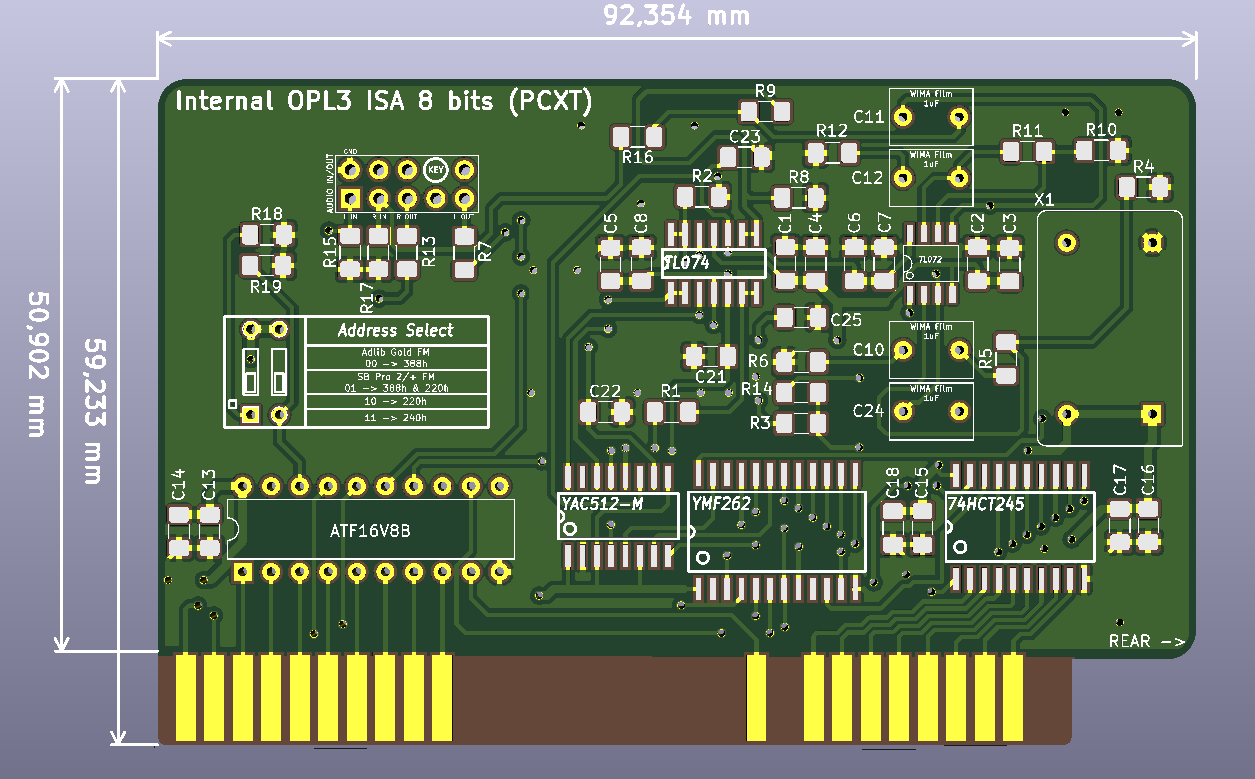 92,354 mm
Internal OPL3 ISA 8 bits (PCXT)
R9
WIMA film
1uF
C11
R16
C23
R12
R11
R10
GND
KEY
AUDIO IN/OUT
L IN
R IN
R OUT
L OUT
WIMA film
1uF
C12
R4
R2
R8
X1
R18
R15
R13
R7
C5
C8
C1
C4
C6
C7
C2
C3
TL074
TL072
R19
R17
C25
Address Select
Adlib Gold FM
00 -> 388h
SB Pro 2/+ FM
01 -> 388h & 220h
10 -> 220h
11 -> 240h
WIMA film
1uF
C10
R5
C21
R6
R14
R3
C22
R1
WIMA film
1uF
C24
50,902 mm
59,233 mm
C14
C13
ATF16V8B
YAC512-M
YMF262
C18
C15
74HCT245
C17
C16
REAR ->